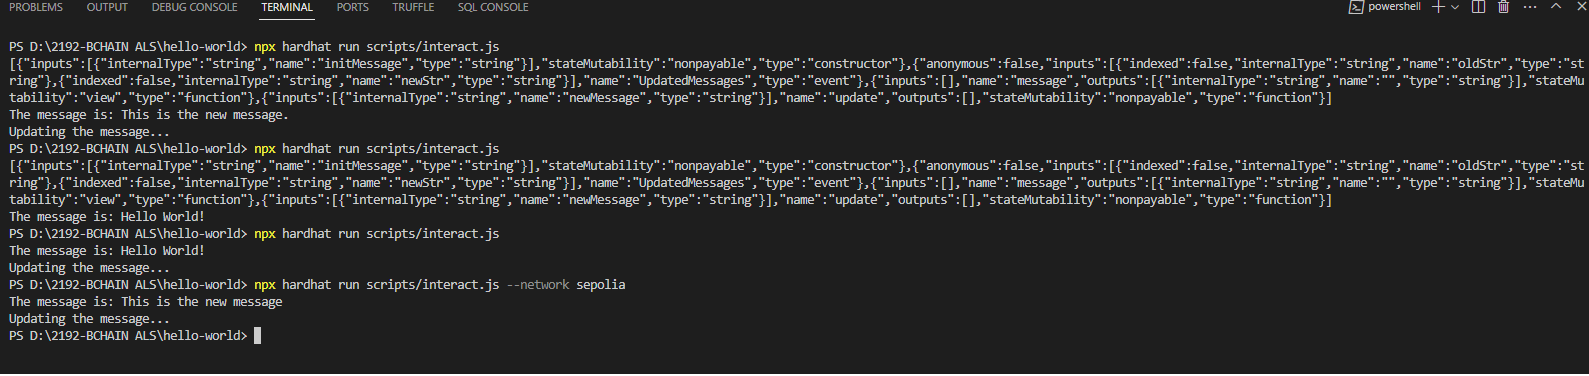 PROBLEMS OUTPUT DEBUG CONSOLE TERMINAL PORTS TRUFFLE SQL CONSOLE powershell
PS D:\2192-BCHAIN ALS\hello-world> npx hardhat run scripts/interact.js
[{"inputs":[{"internalType":"string","name":"initMessage","type":"string"}],"stateMutability":"nonpayable","type":"constructor"},{"anonymous":false,"inputs":[{"indexed":false,"internalType":"string","name":"oldStr","type":"st
ring"},{"indexed":false,"internalType":"string","name":"newStr","type":"string"}],"name":"UpdatedMessages","type":"event"},{"inputs":[],"name":"message","outputs":[{"internalType":"string","name":"","type":"string"}],"stateMu
tability":"view","type":"function"},{"inputs":[{"internalType":"string","name":"newMessage","type":"string"}],"name":"update","outputs":[],"stateMutability":"nonpayable","type":"function"}]
The message is: This is the new message.
Updating the message...
PS D:\2192-BCHAIN ALS\hello-world> npx hardhat run scripts/interact.js
[{"inputs":[{"internalType":"string","name":"initMessage","type":"string"}],"stateMutability":"nonpayable","type":"constructor"},{"anonymous":false,"inputs":[{"indexed":false,"internalType":"string","name":"oldStr","type":"st
ring"},{"indexed":false,"internalType":"string","name":"newStr","type":"string"}],"name":"UpdatedMessages","type":"event"},{"inputs":[],"name":"message","outputs":[{"internalType":"string","name":"","type":"string"}],"stateMu
tability":"view","type":"function"},{"inputs":[{"internalType":"string","name":"newMessage","type":"string"}],"name":"update","outputs":[],"stateMutability":"nonpayable","type":"function"}]
The message is: Hello World!
PS D:\2192-BCHAIN ALS\hello-world> npx hardhat run scripts/interact.js
The message is: Hello World!
Updating the message...
PS D:\2192-BCHAIN ALS\hello-world> npx hardhat run scripts/interact.js --network sepolia
The message is: This is the new message
Updating the message...
PS D:\2192-BCHAIN ALS\hello-world>